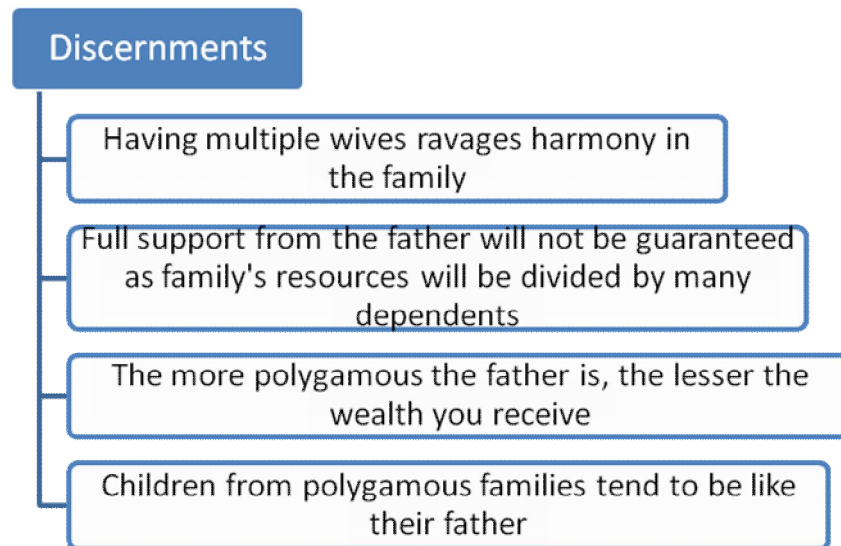 Discernments
Having multiple wives ravages harmony in
the family
Full support from the father will not be guaranteed
as family's resources will be divided by many
dependents
The more polygamous the father is, the lesser the
wealth you receive
Children from polygamous families tend to be like
their father